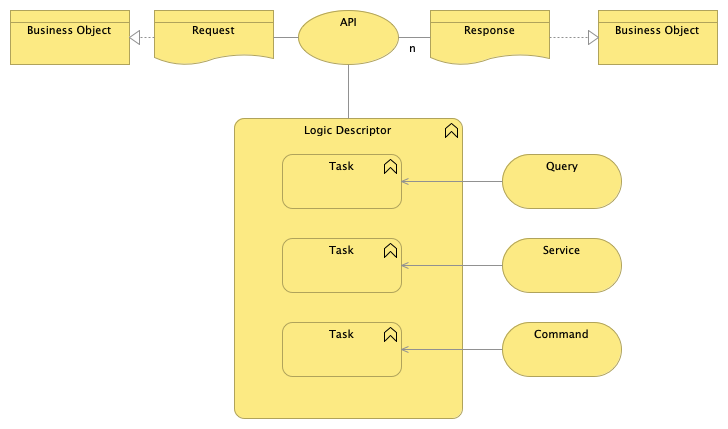 Business Object
Request
API
Response
Business Object
n
Logic Descriptor
Task
Query
Task
Service
Task
Command